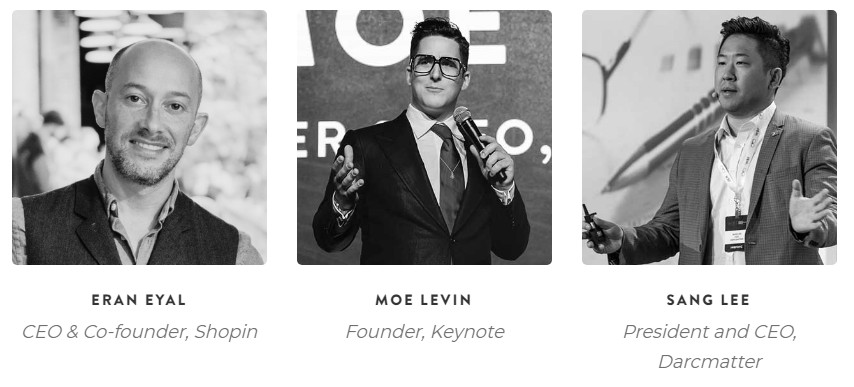 MOE
ER CEO,
ERAN EYAL
CEO & Co-founder, Shopin
MOE LEVIN
Founder, Keynote
SANG LEE
President and CEO,
Darcmatter